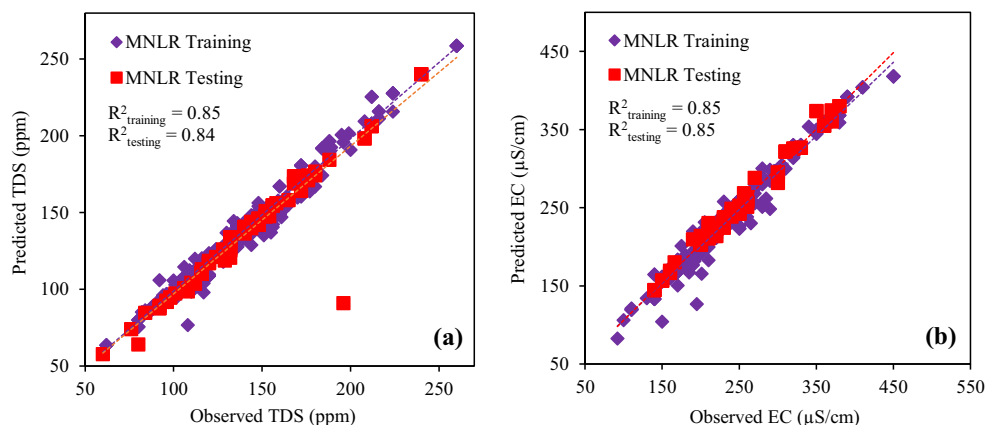 MNLR Training
MNLR Testing
R²training = 0.85
R²testing = 0.84
250
200
150
100
50
50 100 150 200 250
Predicted TDS (ppm)
Observed TDS (ppm)
(a)
MNLR Training
MNLR Testing
R²training = 0.85
R²testing = 0.85
450
350
250
150
50
50 150 250 350 450 550
Predicted EC (µS/cm)
Observed EC (µS/cm)
(b)